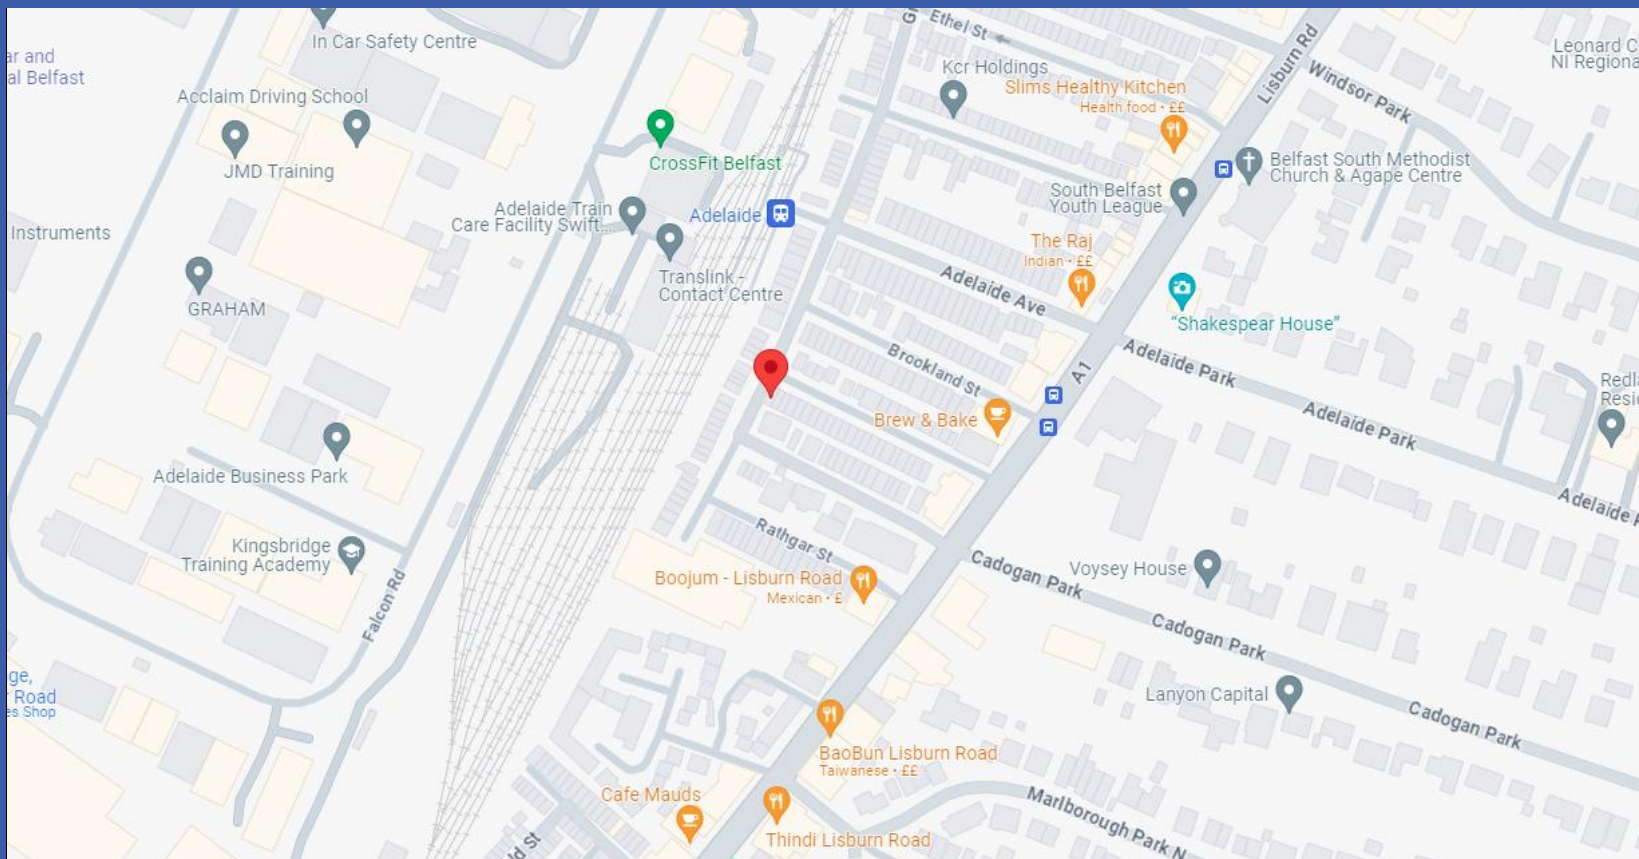 In Car Safety Centre
ar and
al Belfast
Acclaim Driving School
JMD Training
Instruments
GRAHAM
CrossFit Belfast
Adelaide Train
Care Facility Swift...
Adelaide
Translink -
Contact Centre
Ethel St
Kcr Holdings
Slims Healthy Kitchen
Health food • ££
Lisburn Rd
Windsor Park
Leonard C
NI Regiona
Belfast South Methodist
Church & Agape Centre
South Belfast
Youth League
The Raj
Indian • ££
Adelaide Ave
"Shakespear House"
Adelaide Park
Brookland St
A1
Brew & Bake
Adelaide Park
Redla
Resid
Adelaide P
Adelaide Business Park
Kingsbridge
Training Academy
Falcon Rd
Rathgar St
Boojum - Lisburn Road
Mexican • £
Cadogan Park
Voysey House
Cadogan Park
Lanyon Capital
Cadogan Park
ge,
r Road
es Shop
BaoBun Lisburn Road
Taiwanese • ££
Cafe Mauds
Thindi Lisburn Road
Marlborough Park N
ld St